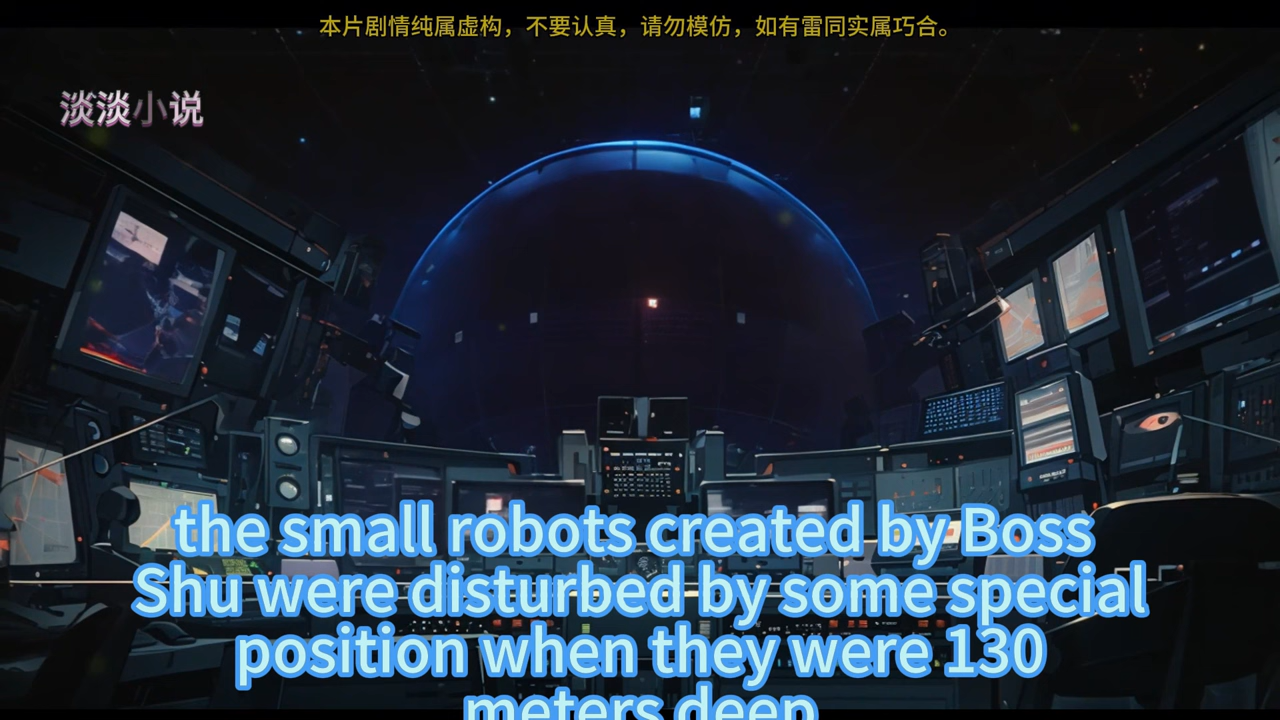 本片剧情纯属虚构，不要认真，请勿模仿，如有雷同实属巧合。
淡淡小说
the small robots created by Boss
Shu were disturbed by some special
position when they were 130
meters deep